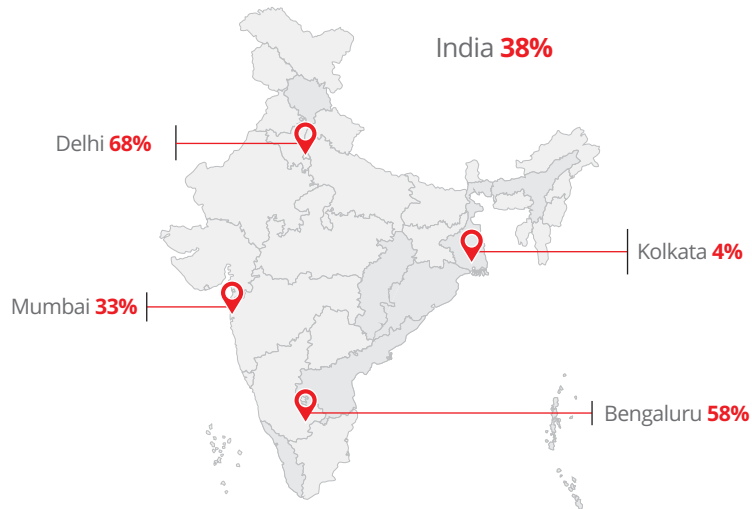 India 38%
Delhi 68%
Kolkata 4%
Mumbai 33%
Bengaluru 58%